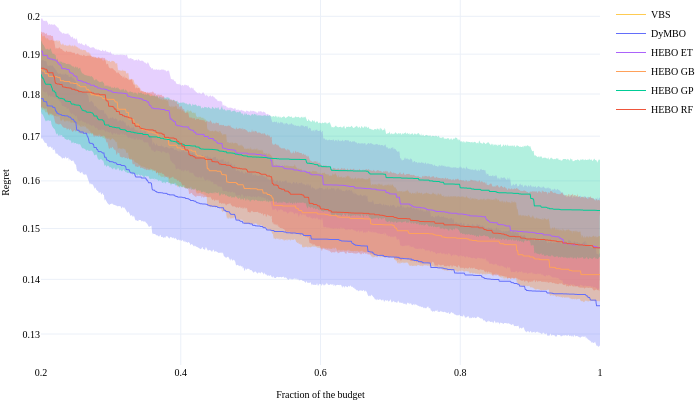 0.2
0.19
0.18
0.17
0.16
0.15
0.14
0.13
Regret
0.2 0.4 0.6 0.8 1
Fraction of the budget
VBS
DyMBO
HEBO ET
HEBO GB
HEBO GP
HEBO RF